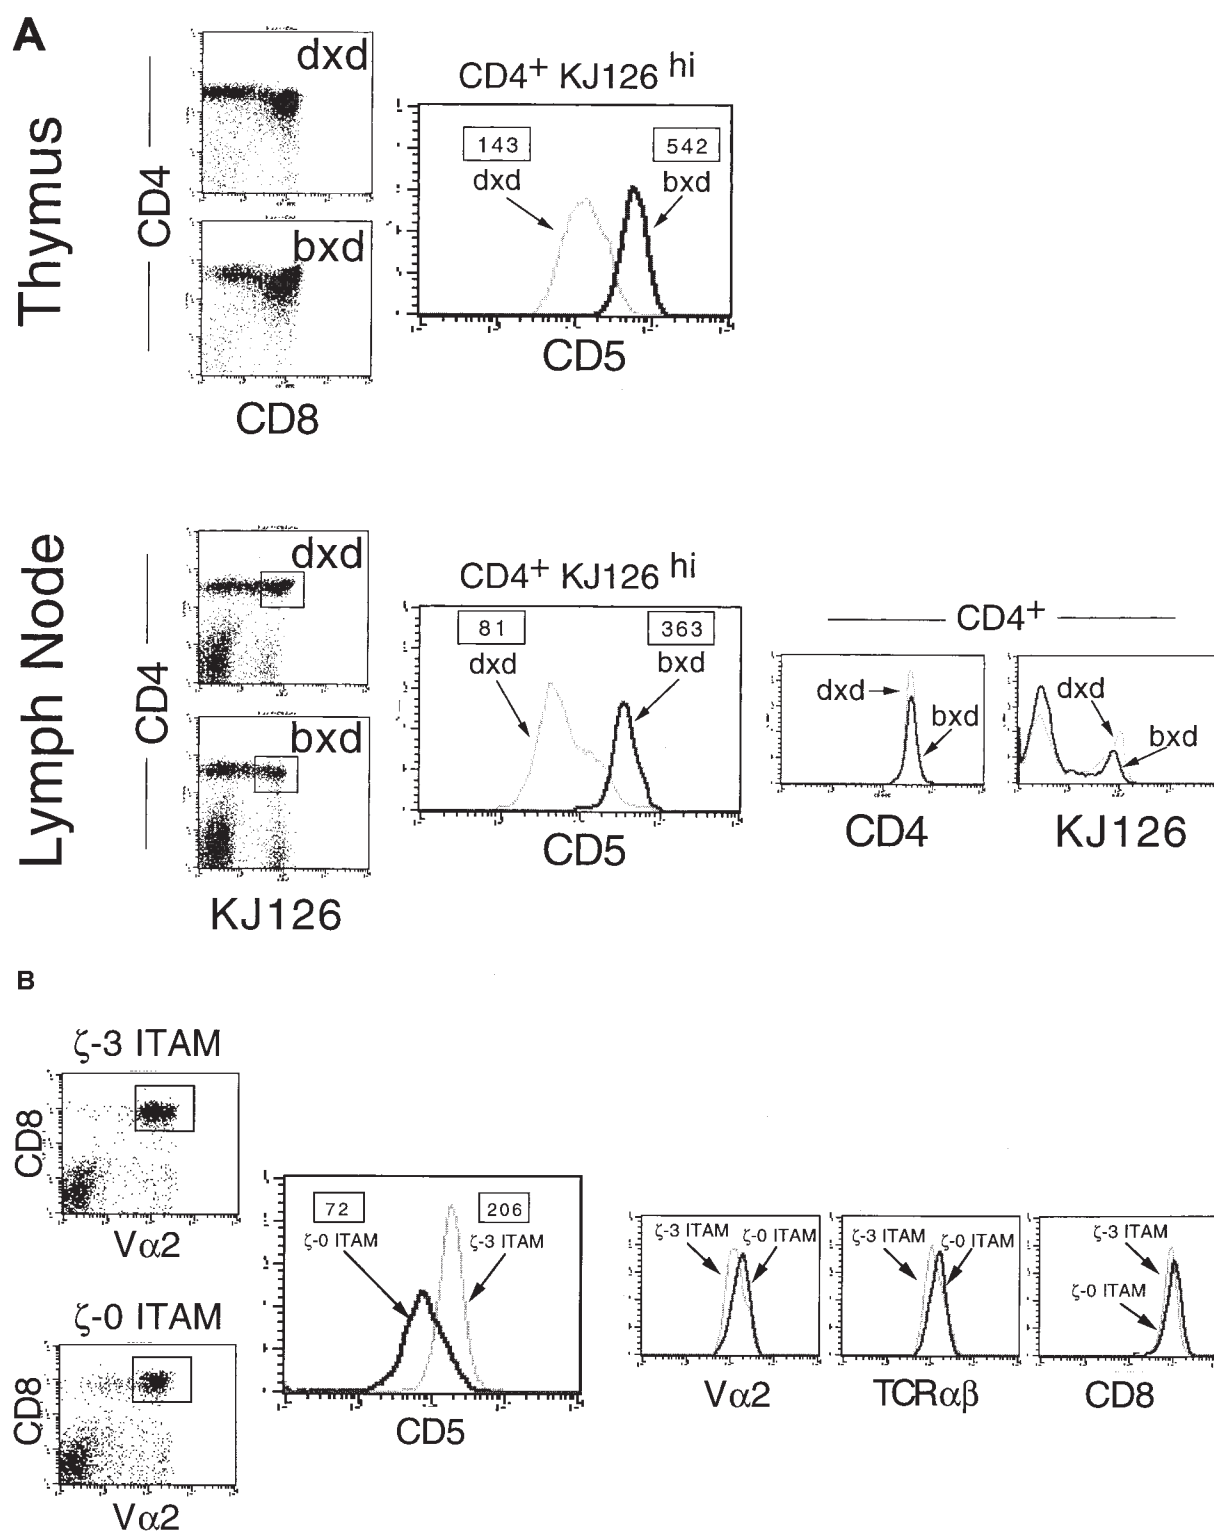 A
Thymus
CD4
dxd
bxd
CD8
CD4+ KJ126 hi
143
dxd
542
bxd
CD5
Lymph Node
CD4
dxd
bxd
KJ126
CD4+ KJ126 hi
81
dxd
363
bxd
CD5
CD4+
dxd
bxd
CD4
dxd
bxd
KJ126
B
ζ-3 ITAM
CD8
Vα2
ζ-0 ITAM
CD8
Vα2
72
ζ-0 ITAM
206
ζ-3 ITAM
CD5
ζ-3 ITAM
ζ-0 ITAM
Vα2
ζ-3 ITAM
ζ-0 ITAM
TCRαβ
ζ-3 ITAM
ζ-0 ITAM
CD8